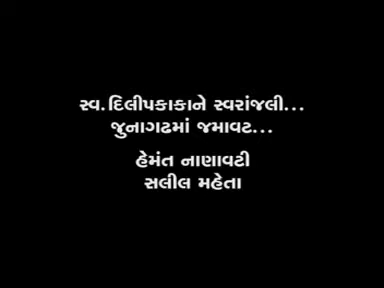 સ્વ. દિલીપકાકાને સ્વરાંજલી...
જુનાગઢમાં જમાવટ...
હેમંત નાણાવટી
સલીલ મહેતા